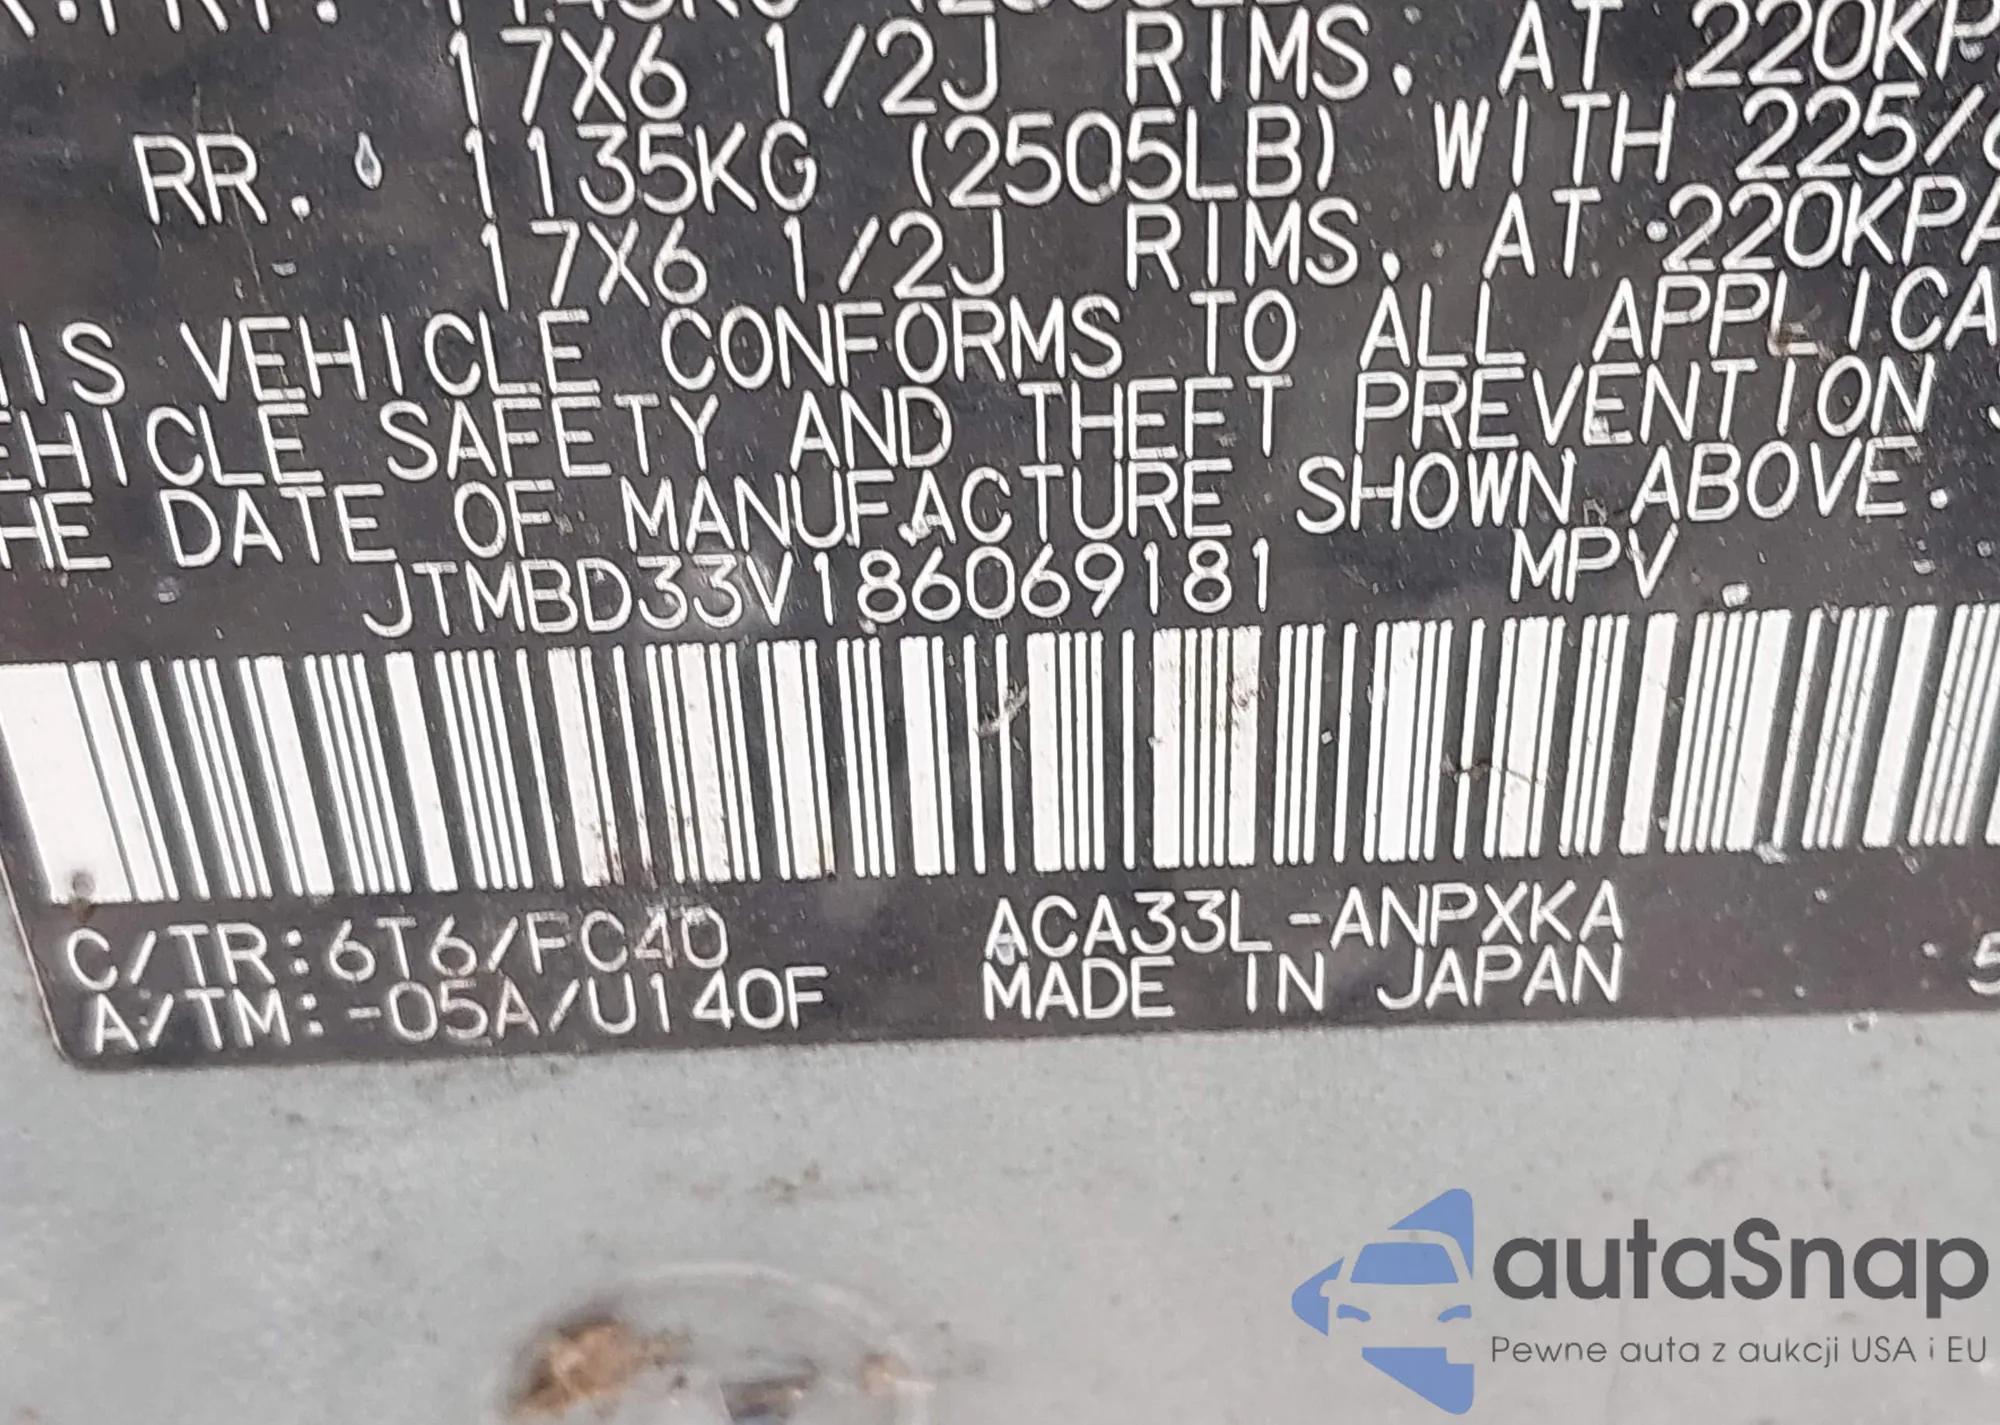 17X6 1/2J RIMS. AT 220KP
RR. 1135KG (2505LB) WITH 225/
17X6 1/2J RIMS. AT 220KPA
IS VEHICLE CONFORMS TO ALL APPLICA
EHICLE SAFETY AND THEFT PREVENTION
HE DATE OF MANUFACTURE SHOWN ABOVE.
JTMBD33V186069181 MPV
C/TR:6T6/FC40 ACA33L-ANPXKA
A/TM:-05A/U140F MADE IN JAPAN 5
autaSnap
Pewne auta z aukcji USA i EU